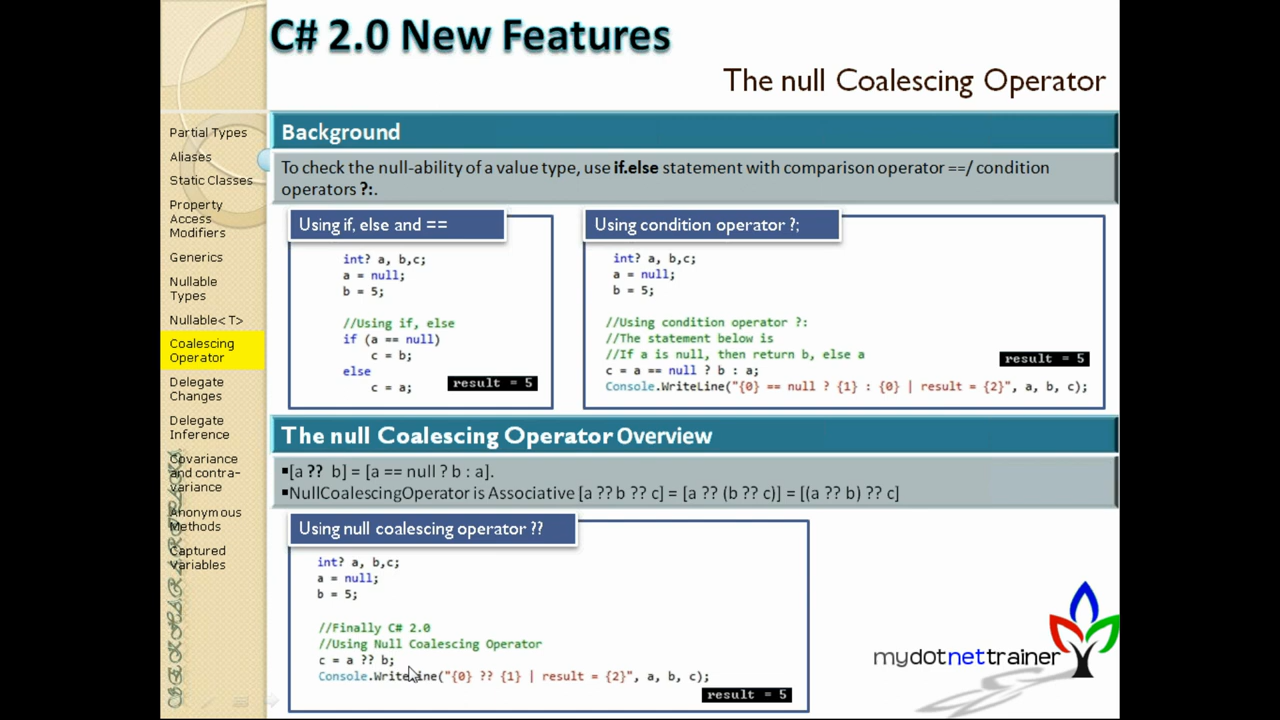 C# 2.0 New Features
The null Coalescing Operator
Partial Types
Aliases
Static Classes
Property
Access
Modifiers
Generics
Nullable
Types
Nullable< T>
Coalescing
Operator
Delegate
Changes
Delegate
Inference
Covariance
and contra-
variance
Anonymous
Methods
Captured
Variables
Background
To check the null-ability of a value type, use if.else statement with comparison operator ==/ condition
operators ?:.
Using if, else and ==
int? a, b,c;
a = null;
b = 5;
//Using if, else
if (a == null)
c = b;
else
c = a;
result = 5
Using condition operator ?;
int? a, b,c;
a = null;
b = 5;
//Using condition operator ?:
//The statement below is
//If a is null, then return b, else a
c = a == null ? b : a;
Console.WriteLine("{0} == null ? {1} : {0} | result = {2}", a, b, c);
result = 5
The null Coalescing Operator Overview
▪[a ?? b] = [a == null ? b : a].
▪NullCoalescingOperator is Associative [a ?? b ?? c] = [a ?? (b ?? c)] = [(a ?? b) ?? c]
Using null coalescing operator ??
int? a, b,c;
a = null;
b = 5;
//Finally C# 2.0
//Using Null Coalescing Operator
c = a ?? b;
Console.WriteLine("{0} ?? {1} | result = {2}", a, b, c);
result = 5
mydotnettrainer